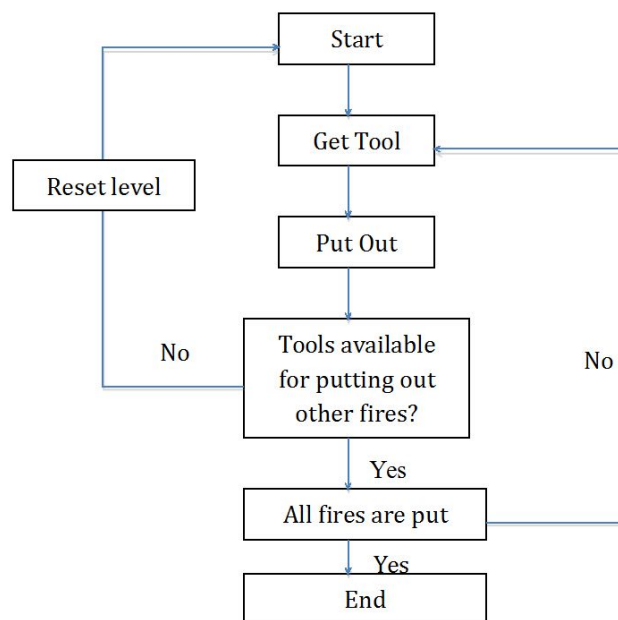 Start
Get Tool
Reset level
Put Out
No
Tools available
for putting out
other fires?
No
Yes
All fires are put
Yes
End